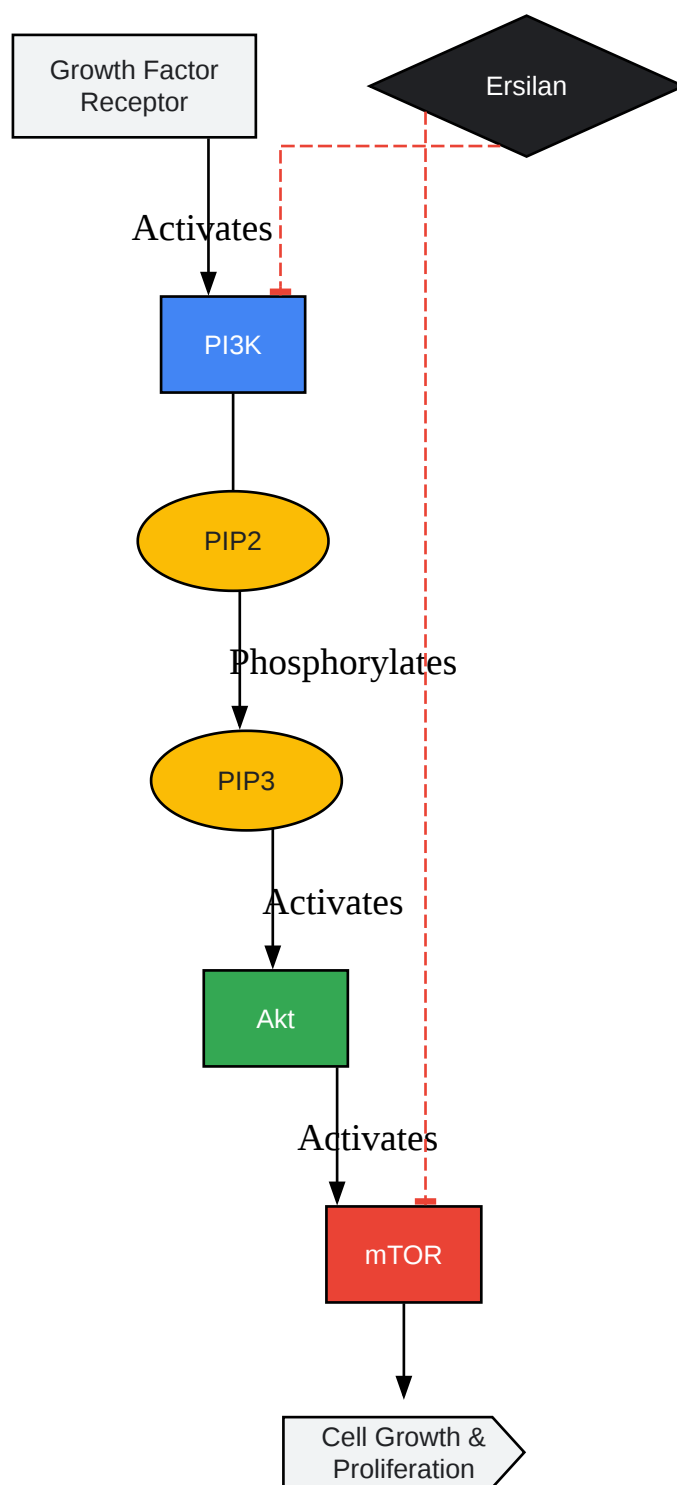 Growth Factor
Receptor
Ersilan
Activates
PI3K
PIP2
Phosphorylates
PIP3
Activates
Akt
Activates
mTOR
Cell Growth &
Proliferation